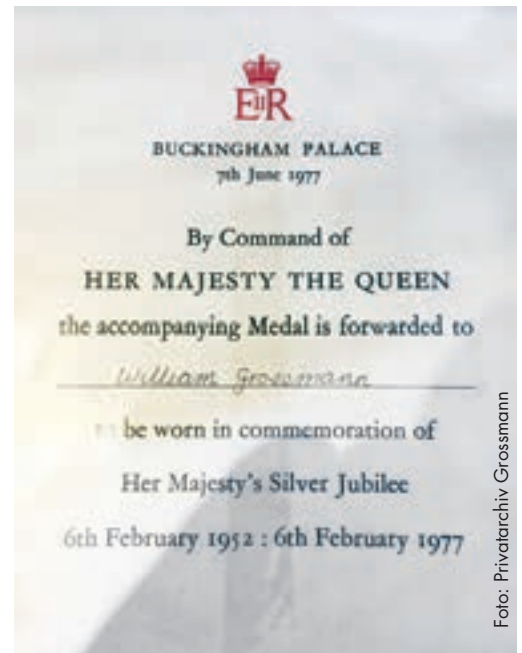 EIIR
BUCKINGHAM PALACE
7th June 1977
By Command of
HER MAJESTY THE QUEEN
the accompanying Medal is forwarded to
William Grossmann
to be worn in commemoration of
Her Majesty's Silver Jubilee
6th February 1952 : 6th February 1977
Foto: Privatarchiv Grossmann